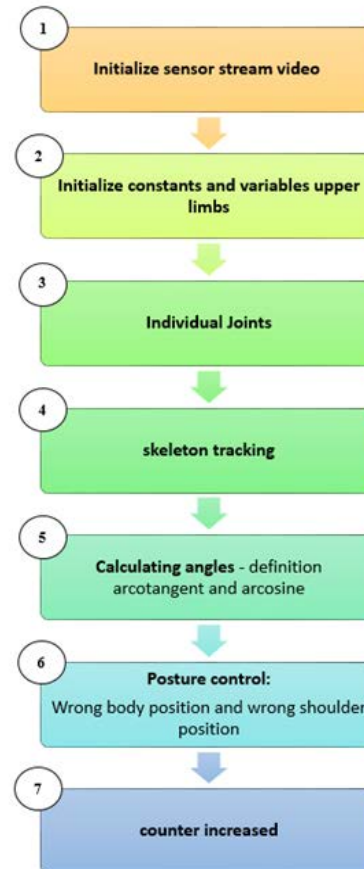 1
Initialize sensor stream video
2
Initialize constants and variables upper
limbs
3
Individual Joints
4
skeleton tracking
5
Calculating angles - definition
arcotangent and arcosine
6
Posture control:
Wrong body position and wrong shoulder
position
7
counter increased